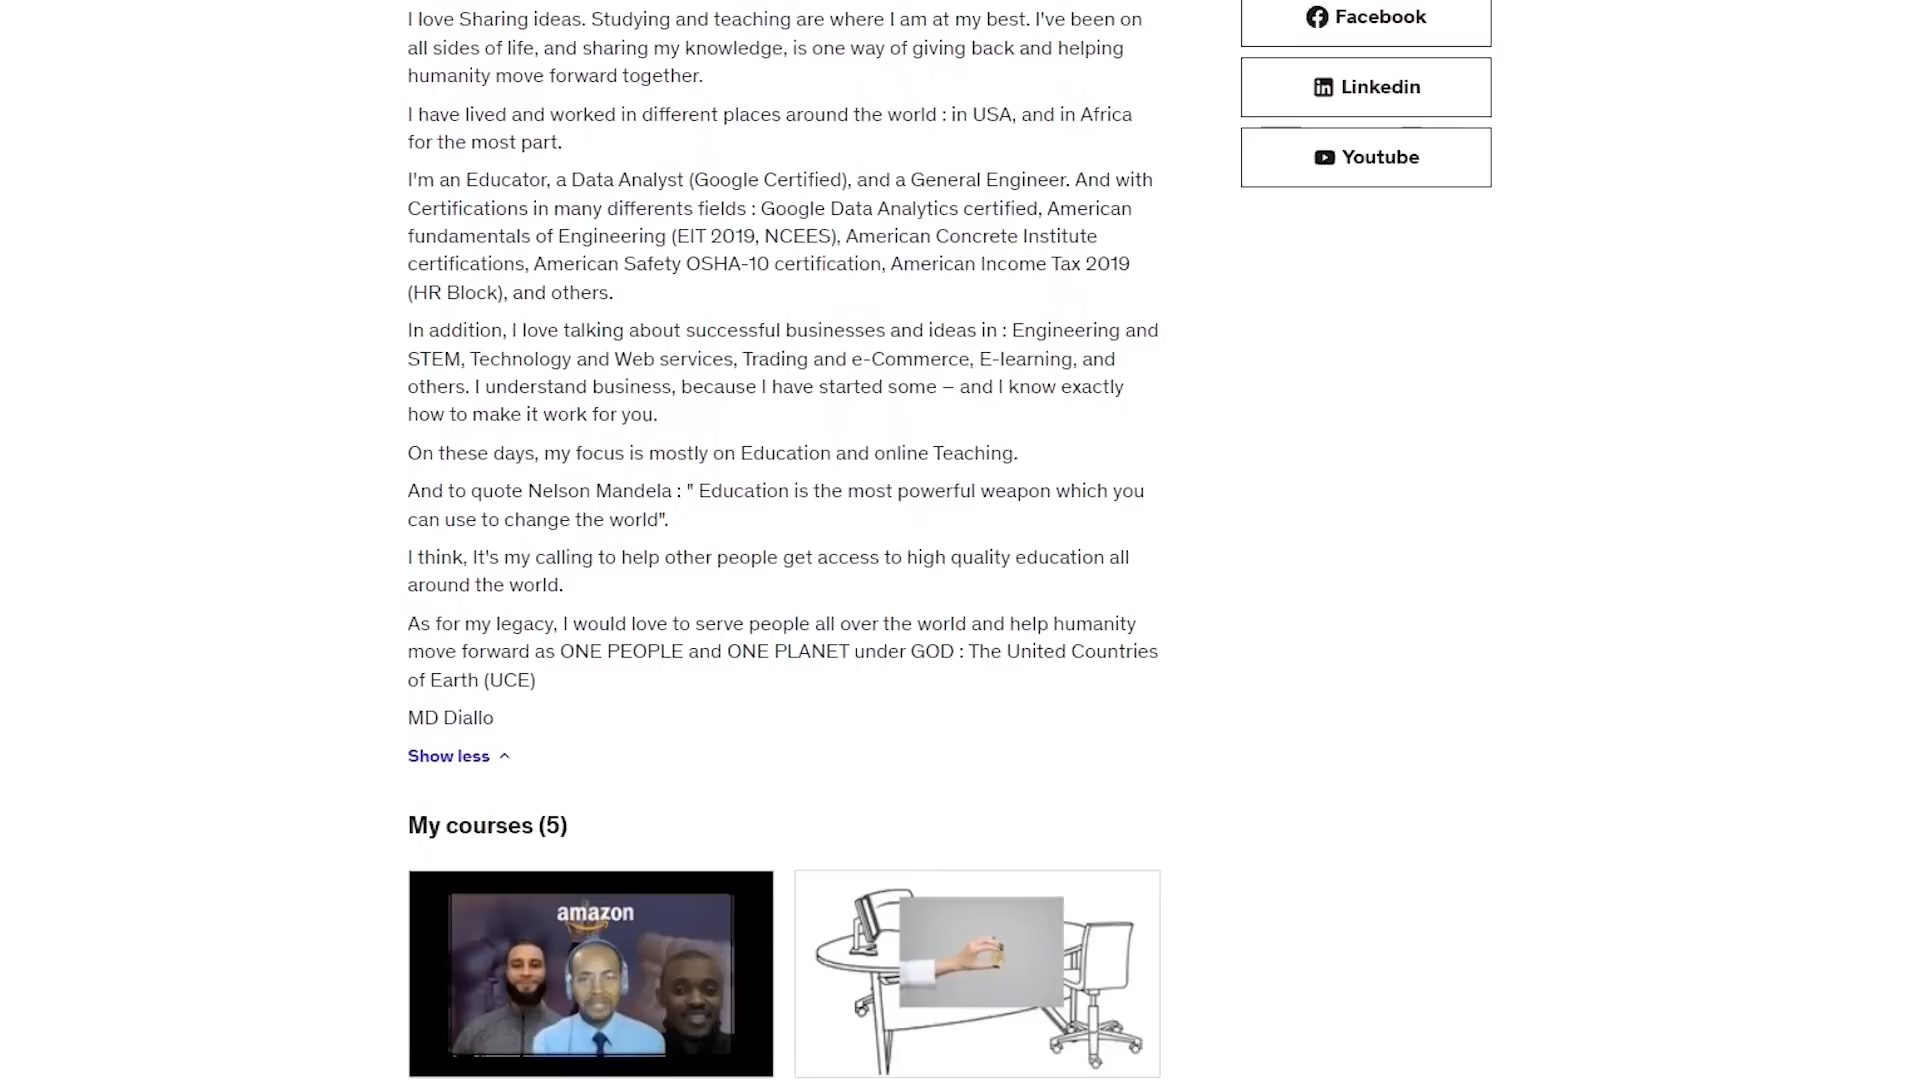 I love Sharing ideas. Studying and teaching are where I am at my best. I've been on
all sides of life, and sharing my knowledge, is one way of giving back and helping
humanity move forward together.
I have lived and worked in different places around the world : in USA, and in Africa
for the most part.
I'm an Educator, a Data Analyst (Google Certified), and a General Engineer. And with
Certifications in many differents fields : Google Data Analytics certified, American
fundamentals of Engineering (EIT 2019, NCEES), American Concrete Institute
certifications, American Safety OSHA-10 certification, American Income Tax 2019
(HR Block), and others.
In addition, I love talking about successful businesses and ideas in : Engineering and
STEM, Technology and Web services, Trading and e-Commerce, E-learning, and
others. I understand business, because I have started some – and I know exactly
how to make it work for you.
On these days, my focus is mostly on Education and online Teaching.
And to quote Nelson Mandela : " Education is the most powerful weapon which you
can use to change the world".
I think, It's my calling to help other people get access to high quality education all
around the world.
As for my legacy, I would love to serve people all over the world and help humanity
move forward as ONE PEOPLE and ONE PLANET under GOD : The United Countries
of Earth (UCE)
MD Diallo
Show less
My courses (5)
amazon
Facebook
Linkedin
Youtube